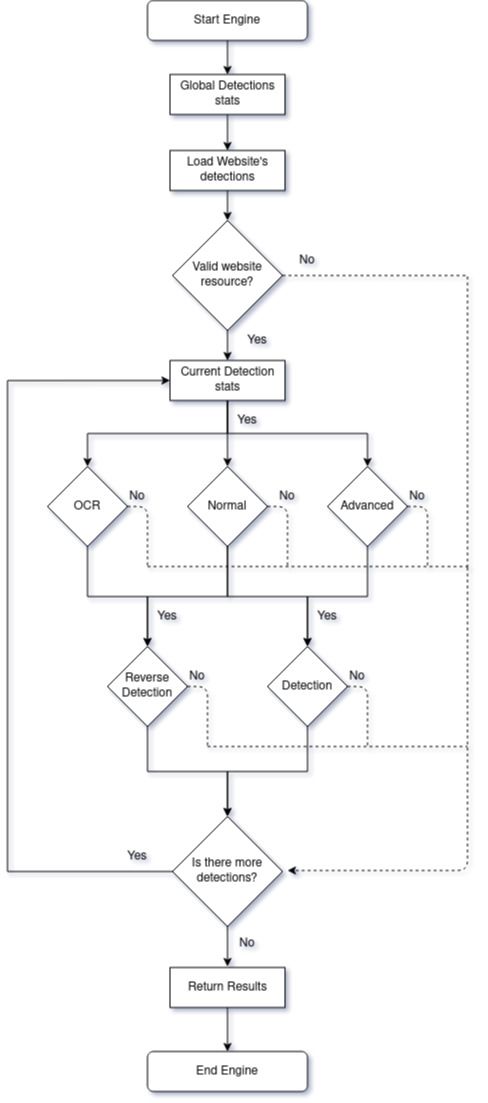 Start Engine
Global Detections
stats
Load Website's
detections
Valid website
resource?
No
Yes
Current Detection
stats
Yes
OCR
No
Normal
No
Advanced
No
Yes
Yes
Reverse
Detection
No
Detection
No
Is there more
detections?
Yes
No
Return Results
End Engine